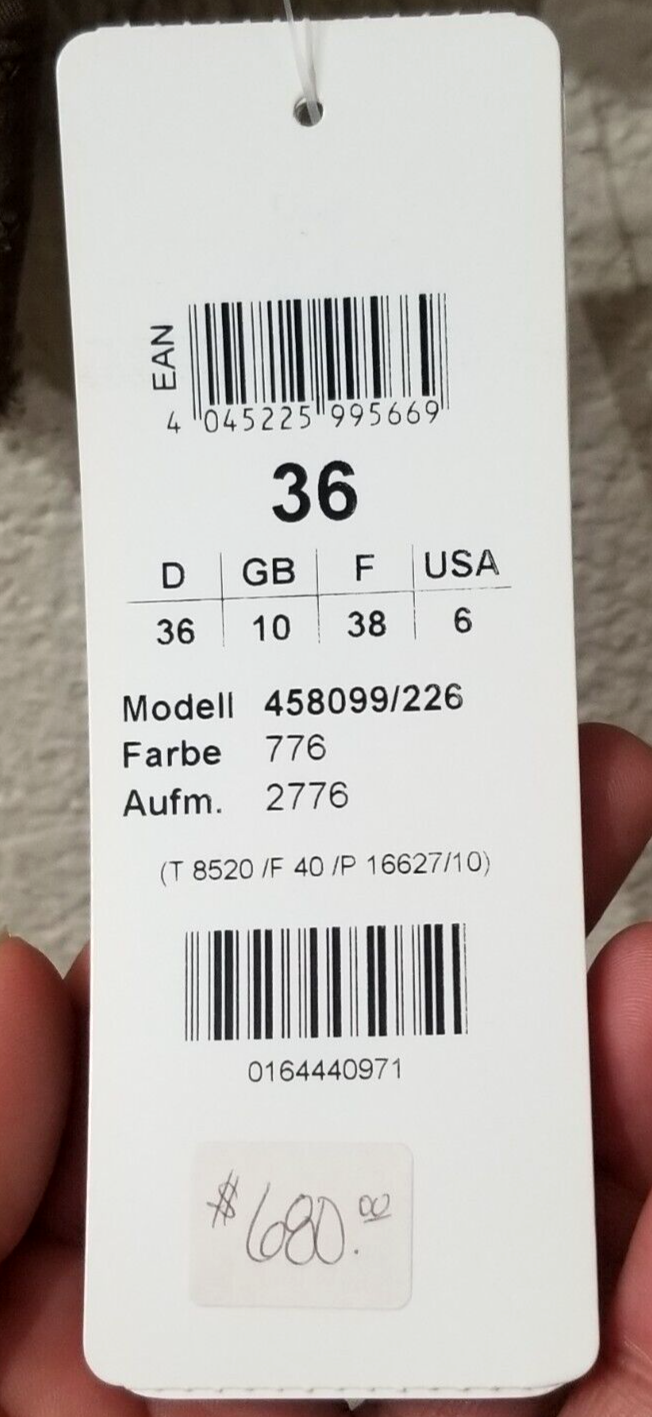 EAN
4 045225 995669
36
D GB F USA
36 10 38 6
Modell 458099/226
Farbe 776
Aufm. 2776
(T 8520 /F 40 /P 16627/10)
0164440971
$680.00